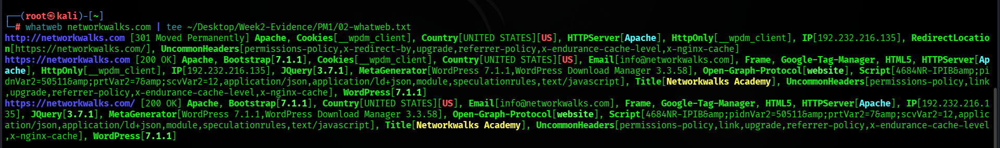 ┌──(root㉿kali)-[~]
└─# whatweb networkwalks.com | tee ~/Desktop/Week2-Evidence/PM1/02-whatweb.txt
http://networkwalks.com [301 Moved Permanently] Apache, Cookies[__wpdm_client], Country[UNITED STATES][US], HTTPServer[Apache], HttpOnly[__wpdm_client], IP[192.232.216.135], RedirectLocatio
n[https://networkwalks.com/], UncommonHeaders[permissions-policy,x-redirect-by,upgrade,referrer-policy,x-endurance-cache-level,x-nginx-cache]
https://networkwalks.com [200 OK] Apache, Bootstrap[7.1.1], Cookies[__wpdm_client], Country[UNITED STATES][US], Email[info@networkwalks.com], Frame, Google-Tag-Manager, HTML5, HTTPServer[Ap
ache], HttpOnly[__wpdm_client], IP[192.232.216.135], JQuery[3.7.1], MetaGenerator[WordPress 7.1.1,WordPress Download Manager 3.3.58], Open-Graph-Protocol[website], Script[4684NR-IPIB&amp;pi
dnVar2=50511&amp;prtVar2=7&amp;scvVar2=12,application/json,application/ld+json,module,speculationrules,text/javascript], Title[Networkwalks Academy], UncommonHeaders[permissions-policy,link
,upgrade,referrer-policy,x-endurance-cache-level,x-nginx-cache], WordPress[7.1.1]
https://networkwalks.com/ [200 OK] Apache, Bootstrap[7.1.1], Country[UNITED STATES][US], Email[info@networkwalks.com], Frame, Google-Tag-Manager, HTML5, HTTPServer[Apache], IP[192.232.216.1
35], JQuery[3.7.1], MetaGenerator[WordPress 7.1.1,WordPress Download Manager 3.3.58], Open-Graph-Protocol[website], Script[4684NR-IPIB&amp;pidnVar2=50511&amp;prtVar2=7&amp;scvVar2=12,applic
ation/json,application/ld+json,module,speculationrules,text/javascript], Title[Networkwalks Academy], UncommonHeaders[permissions-policy,link,upgrade,referrer-policy,x-endurance-cache-level
,x-nginx-cache], WordPress[7.1.1]